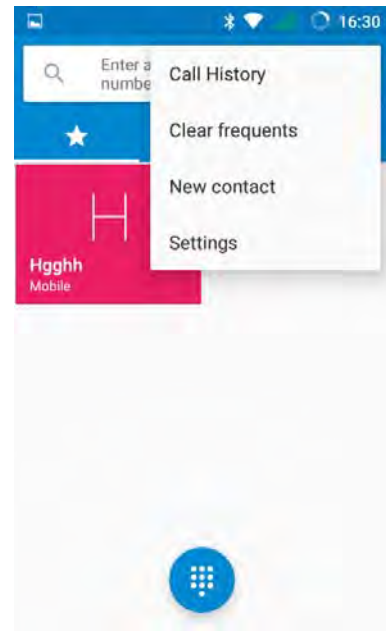 16:30
Enter a
numbe
Call History
Clear frequents
New contact
Settings
H
Hgghh
Mobile